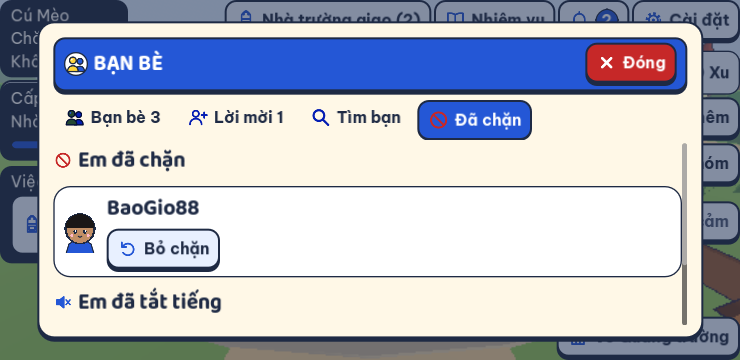 Cú Mèo
Nhà trường giao (2)
Nhiệm vụ
2
Cài đặt
BẠN BÈ
Đóng
Xu
Bạn bè 3
Lời mời 1
Tìm bạn
Đã chặn
Em đã chặn
BaoGio88
Bỏ chặn
Em đã tắt tiếng